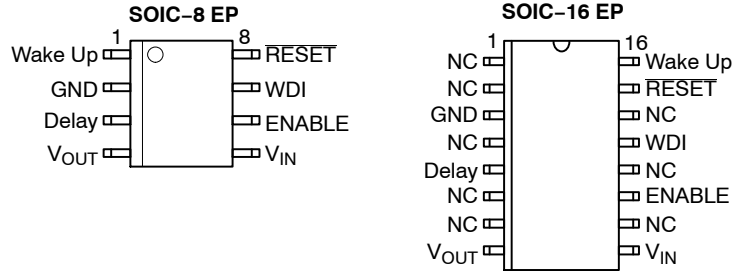 SOIC−8 EP
1 8
Wake Up RESET
GND WDI
Delay ENABLE
VOUT VIN
SOIC−16 EP
1 16
NC Wake Up
NC RESET
GND NC
NC WDI
Delay NC
NC ENABLE
NC NC
VOUT VIN